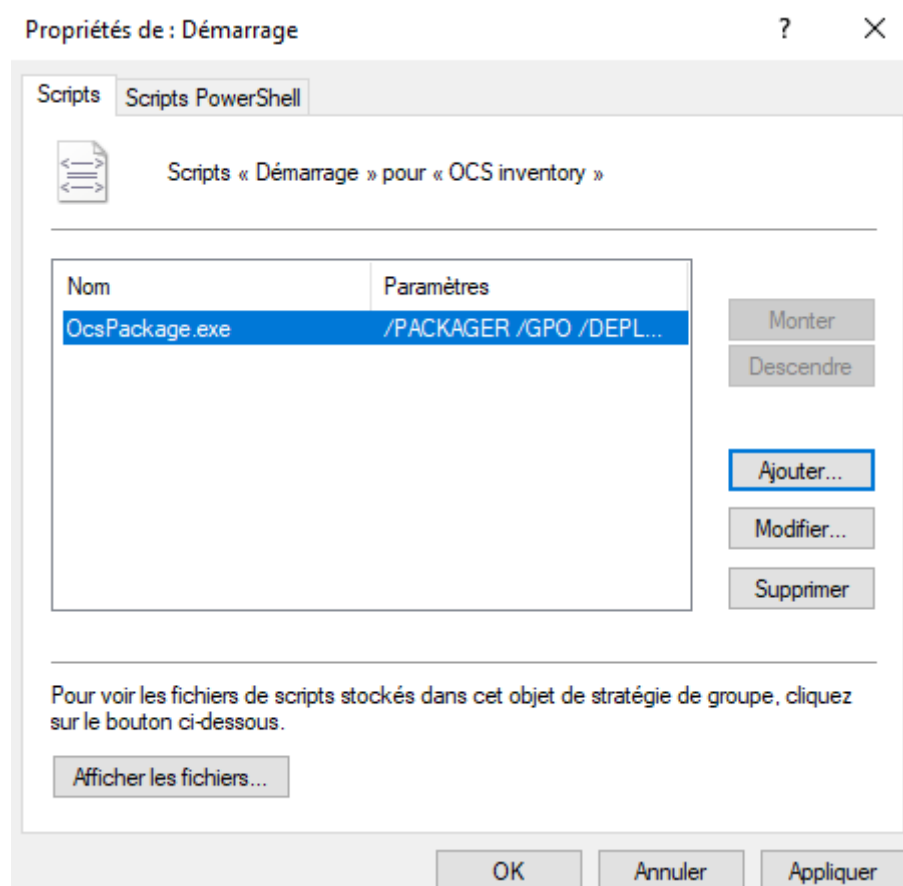 Propriétés de : Démarrage
?
Scripts
Scripts PowerShell
Scripts « Démarrage » pour « OCS inventory »
Nom
Paramètres
OcsPackage.exe
/PACKAGER /GPO /DEPL...
Monter
Descendre
Ajouter...
Modifier...
Supprimer
Pour voir les fichiers de scripts stockés dans cet objet de stratégie de groupe, cliquez
sur le bouton ci-dessous.
Afficher les fichiers...
OK
Annuler
Appliquer